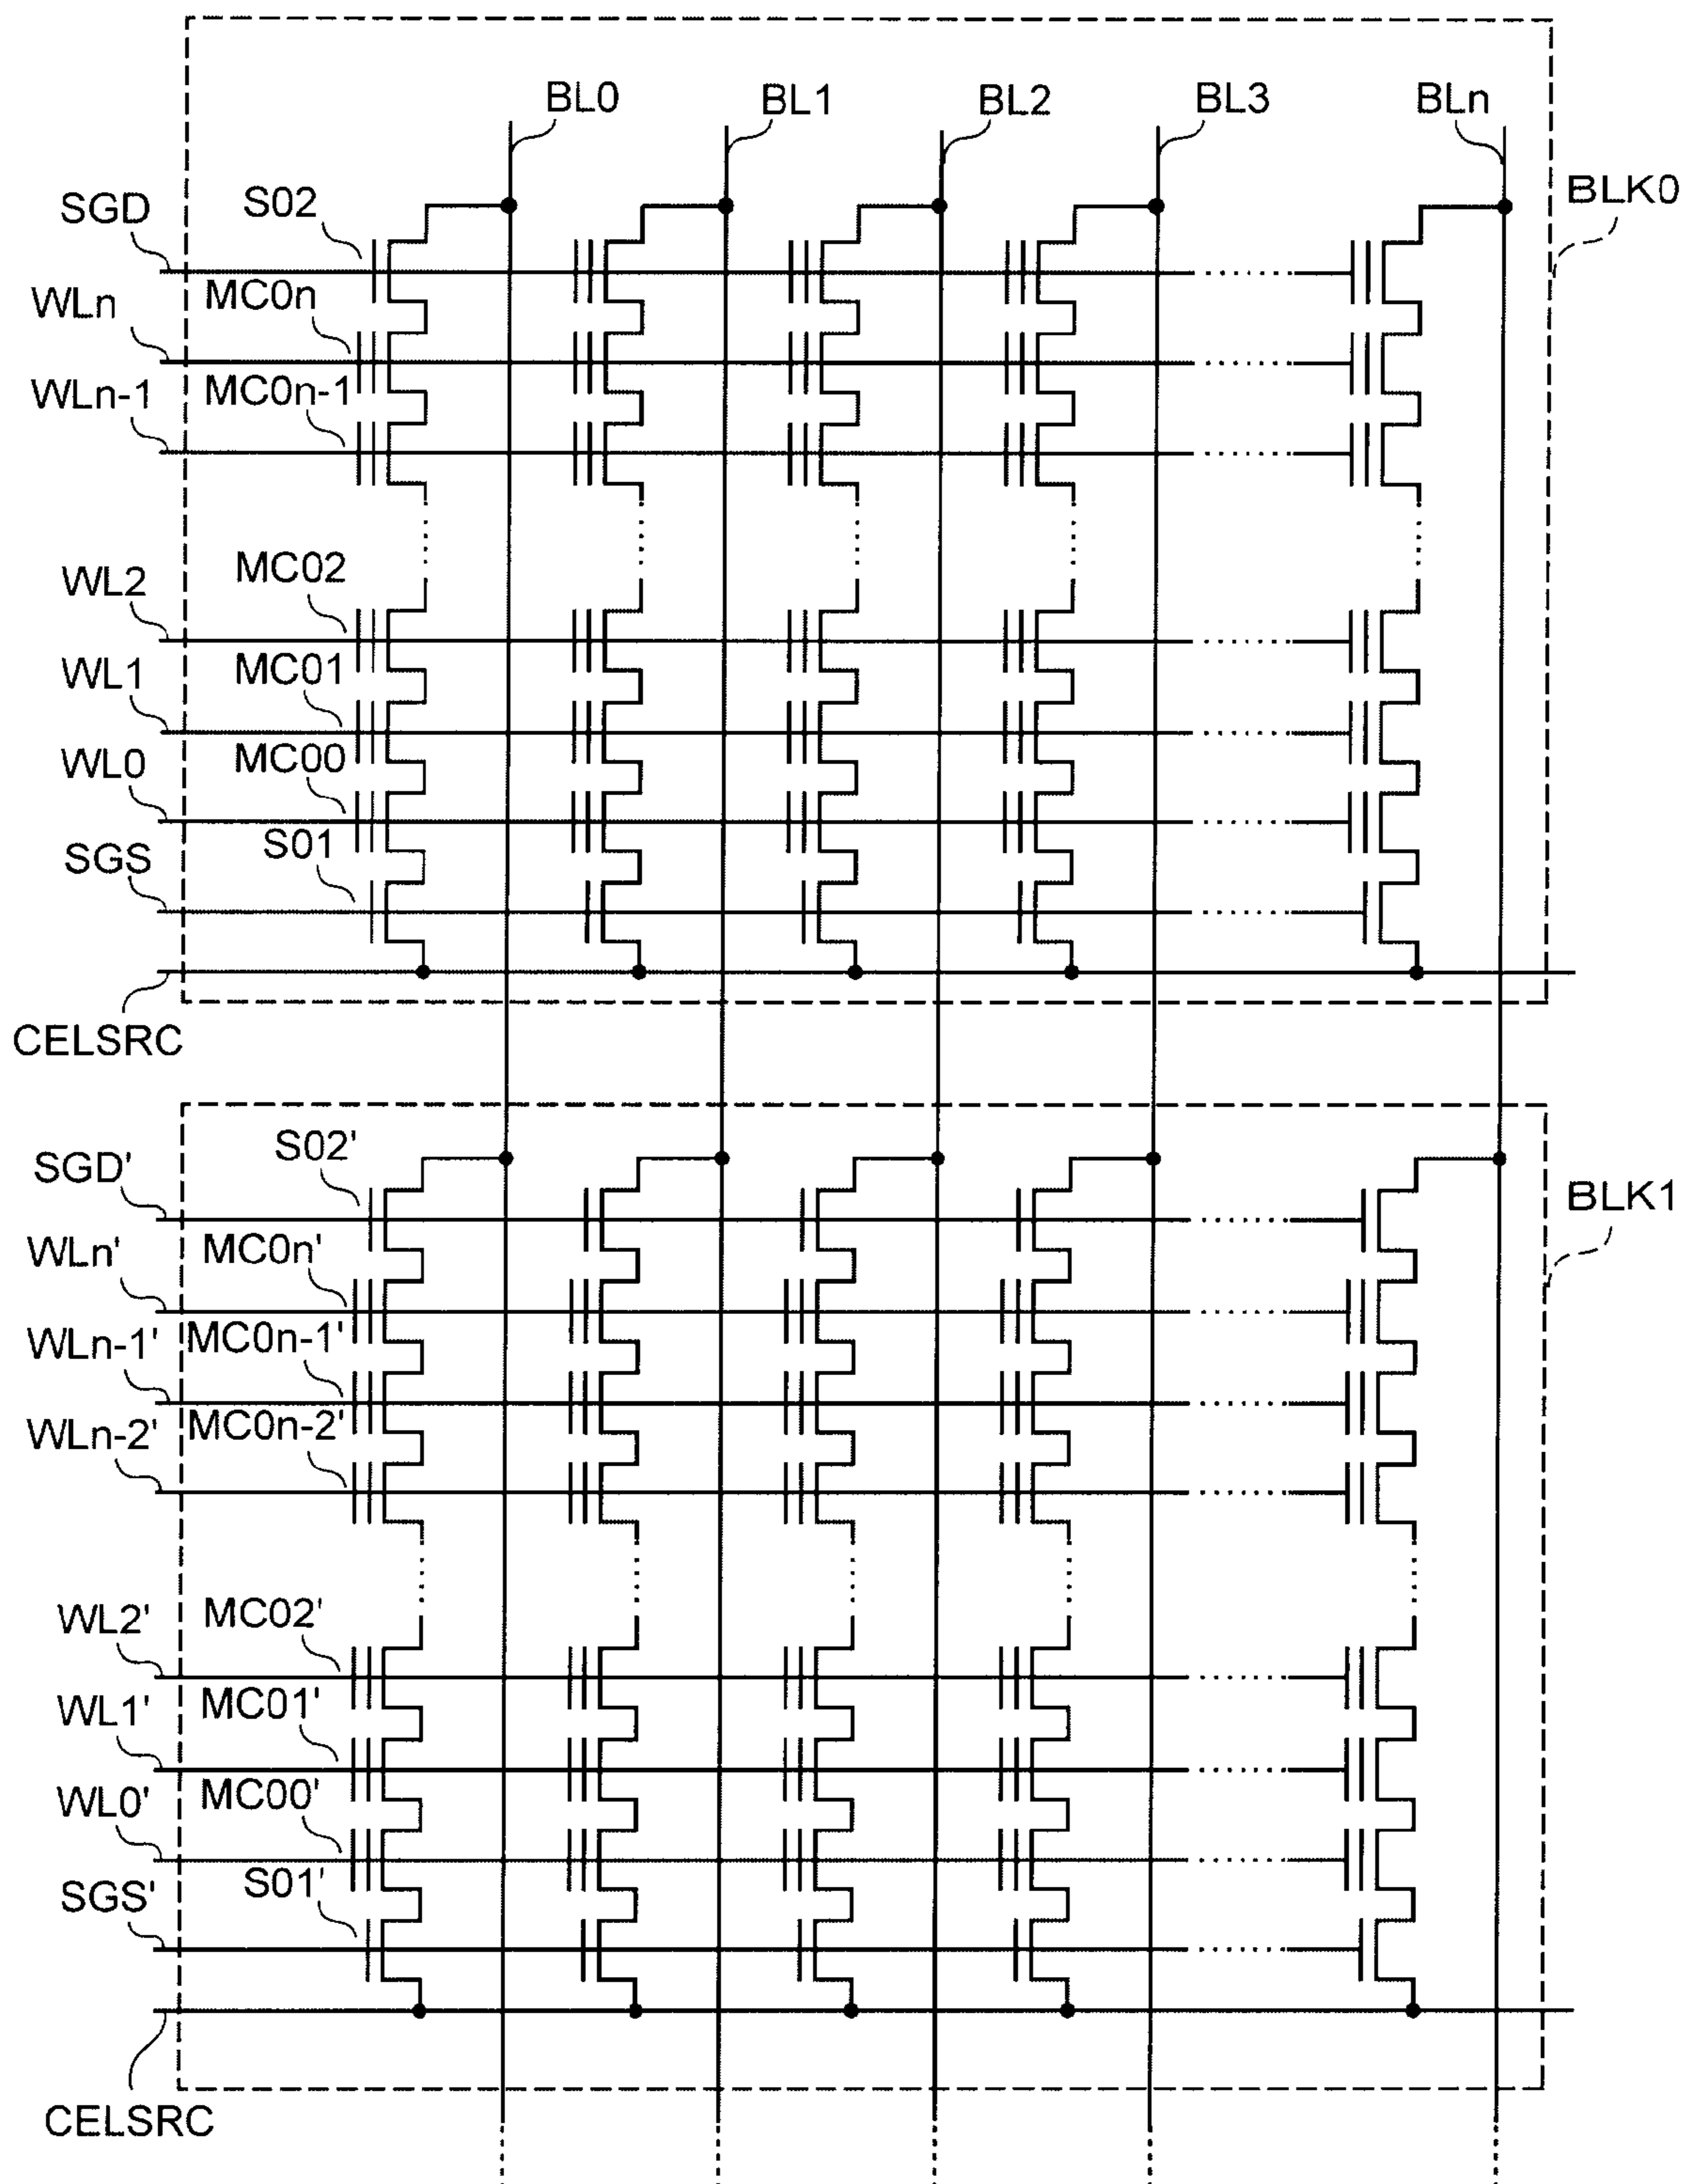 BL0 BL1 BL2 BL3 BLn
BLK0
SGD S02
WLn MC0n
WLn-1 MC0n-1
WL2 MC02
WL1 MC01
WL0 MC00
SGS S01
CELSRC
SGD' S02'
BLK1
WLn' MC0n'
WLn-1' MC0n-1'
WLn-2' MC0n-2'
WL2' MC02'
WL1' MC01'
WL0' MC00'
SGS' S01'
CELSRC